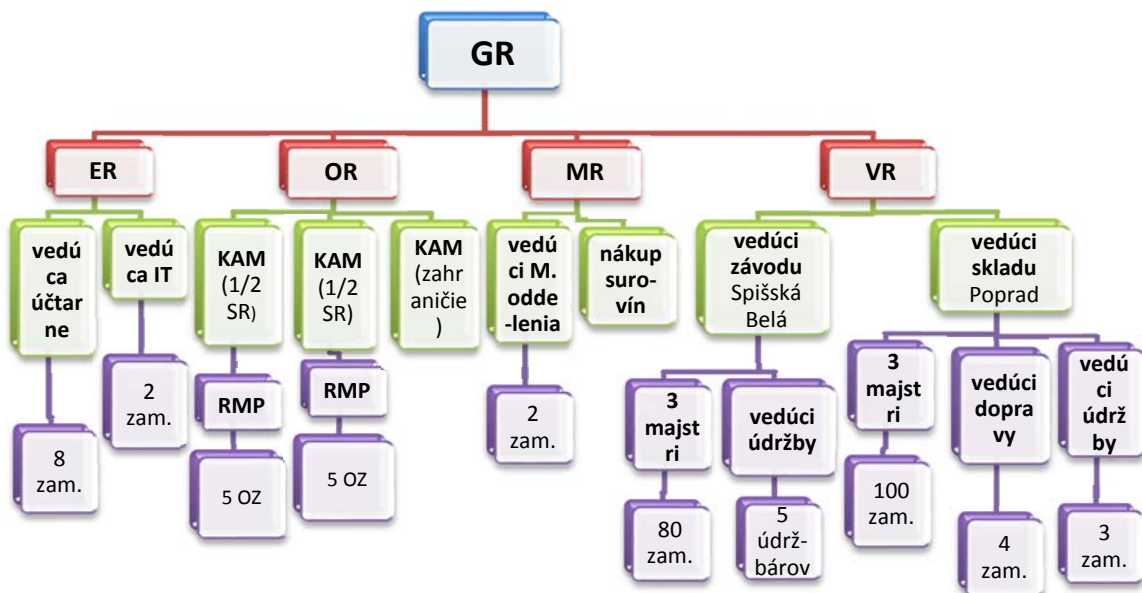 GR
ER
OR
MR
VR
vedú
ca
účtar
ne
vedú
ca IT
KAM
(1/2
SR)
KAM
(1/2
SR)
KAM
(zahr
aničie
)
vedú
ci M.
odde
-lenia
nákup
suro-
vín
vedúci
závodu
Spišská
Belá
vedúci
skladu
Poprad
8
zam.
2
zam.
RMP
5 OZ
RMP
5 OZ
2
zam.
3
majst
ri
80
zam.
vedúci
údržby
5
údrž-
bárov
3
majst
ri
100
zam.
vedúci
dopra
vy
4
zam.
vedú
ci
údrž
by
3
zam.